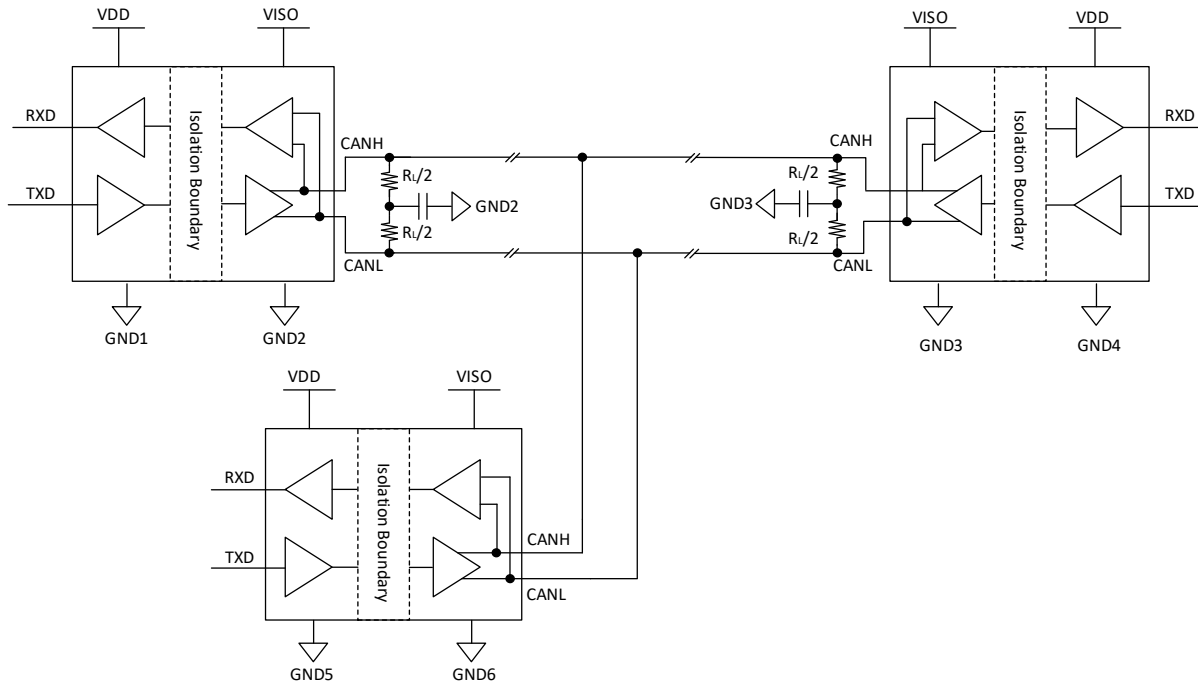 VDD
VISO
VISO
VDD
RXD
Isolation Boundary
CANH
CANH
Isolation Boundary
RXD
TXD
RL/2
GND2
RL/2
CANL
RL/2
GND3
RL/2
CANL
TXD
GND1
GND2
GND3
GND4
VDD
VISO
RXD
Isolation Boundary
TXD
CANH
CANL
GND5
GND6